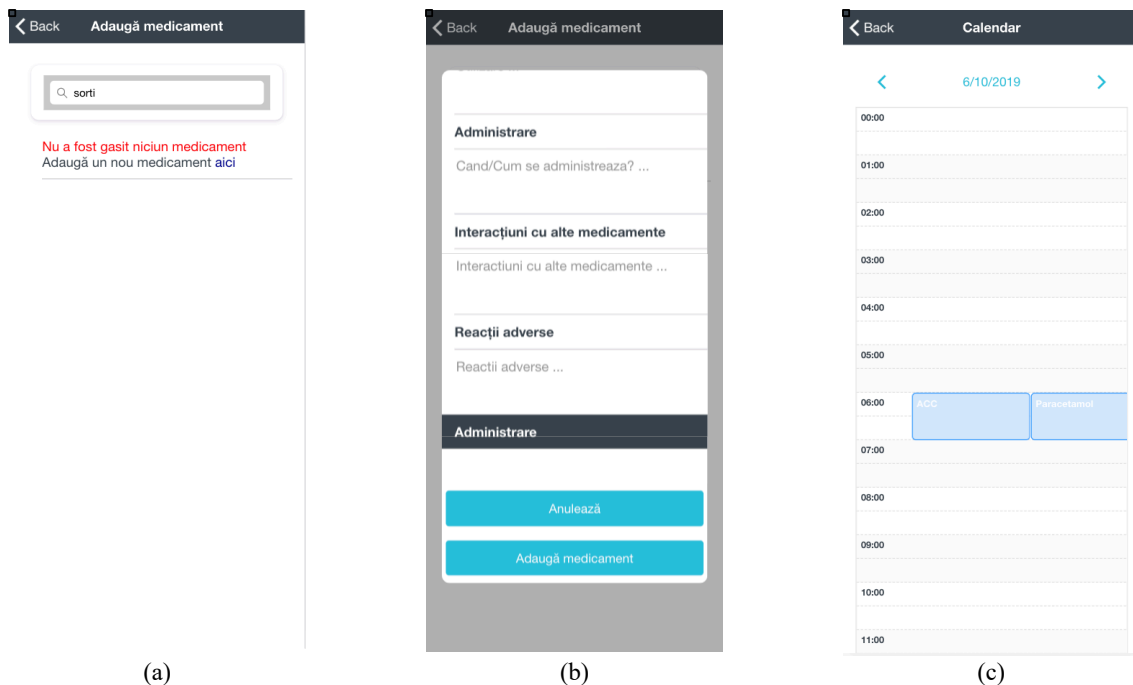 Back Adaugă medicament
sorti
Nu a fost gasit niciun medicament
Adaugă un nou medicament aici
(a)
Back Adaugă medicament
Administrare
Cand/Cum se administreaza? ...
Interacțiuni cu alte medicamente
Interactiuni cu alte medicamente ...
Reacții adverse
Reactii adverse ...
Administrare
Anulează
Adaugă medicament
(b)
Back Calendar
6/10/2019
00:00
01:00
02:00
03:00
04:00
05:00
06:00 ACC Paracetamol
07:00
08:00
09:00
10:00
11:00
(c)